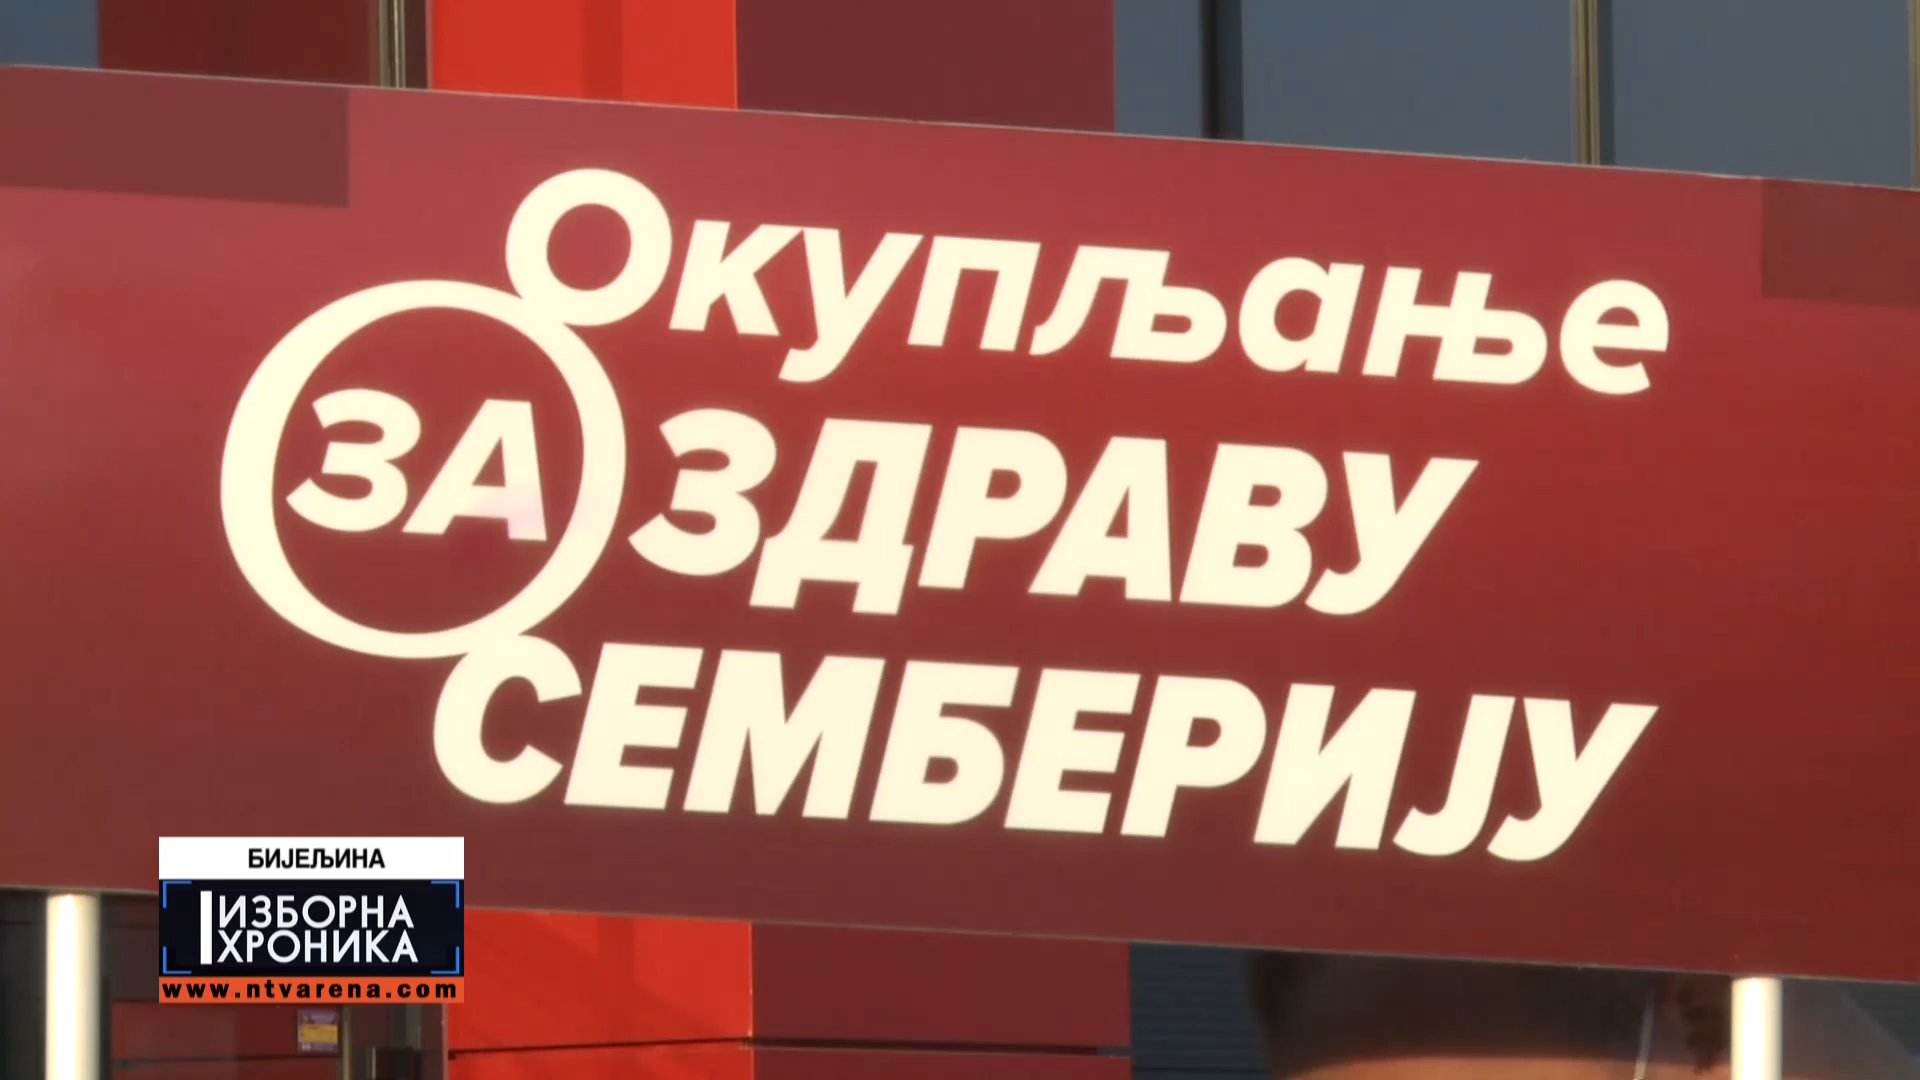 Окупљање
ЗА ЗДРАВУ
СЕМБЕРИЈУ
БИЈЕЉИНА
ИЗБОРНА
ХРОНИКА
www.ntvarena.com